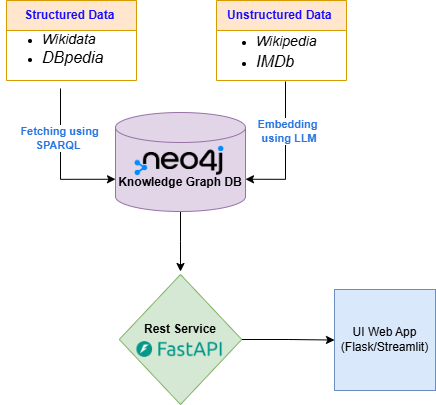 Structured Data
Wikidata
DBpedia
Unstructured Data
Wikipedia
IMDb
Fetching using
SPARQL
Embedding
using LLM
neo4j
Knowledge Graph DB
Rest Service
FastAPI
UI Web App
(Flask/Streamlit)